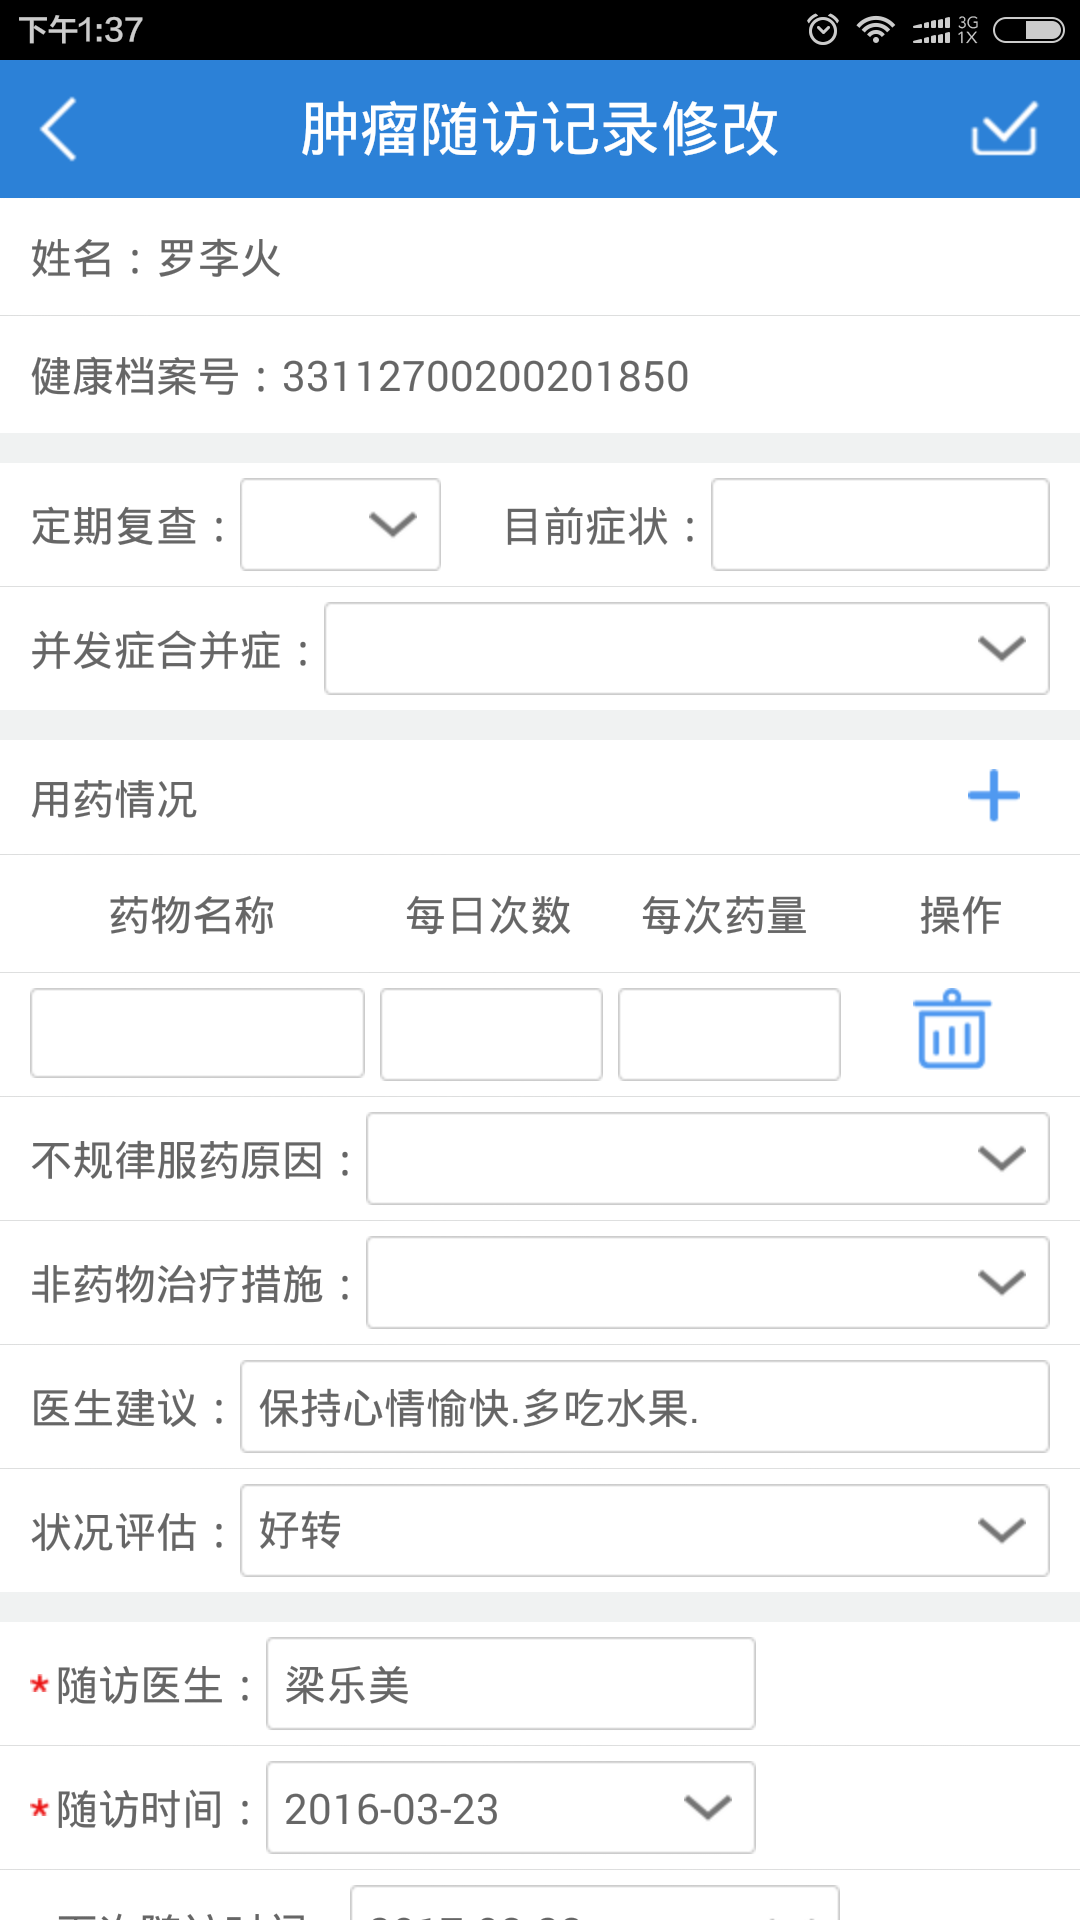 下午1:37
3G
1X
肿瘤随访记录修改
姓名：罗李火
健康档案号：33112700200201850
定期复查： 目前症状：
并发症合并症：
用药情况
药物名称 每日次数 每次药量 操作
不规律服药原因：
非药物治疗措施：
医生建议：保持心情愉快.多吃水果.
状况评估：好转
*随访医生：梁乐美
*随访时间：2016-03-23